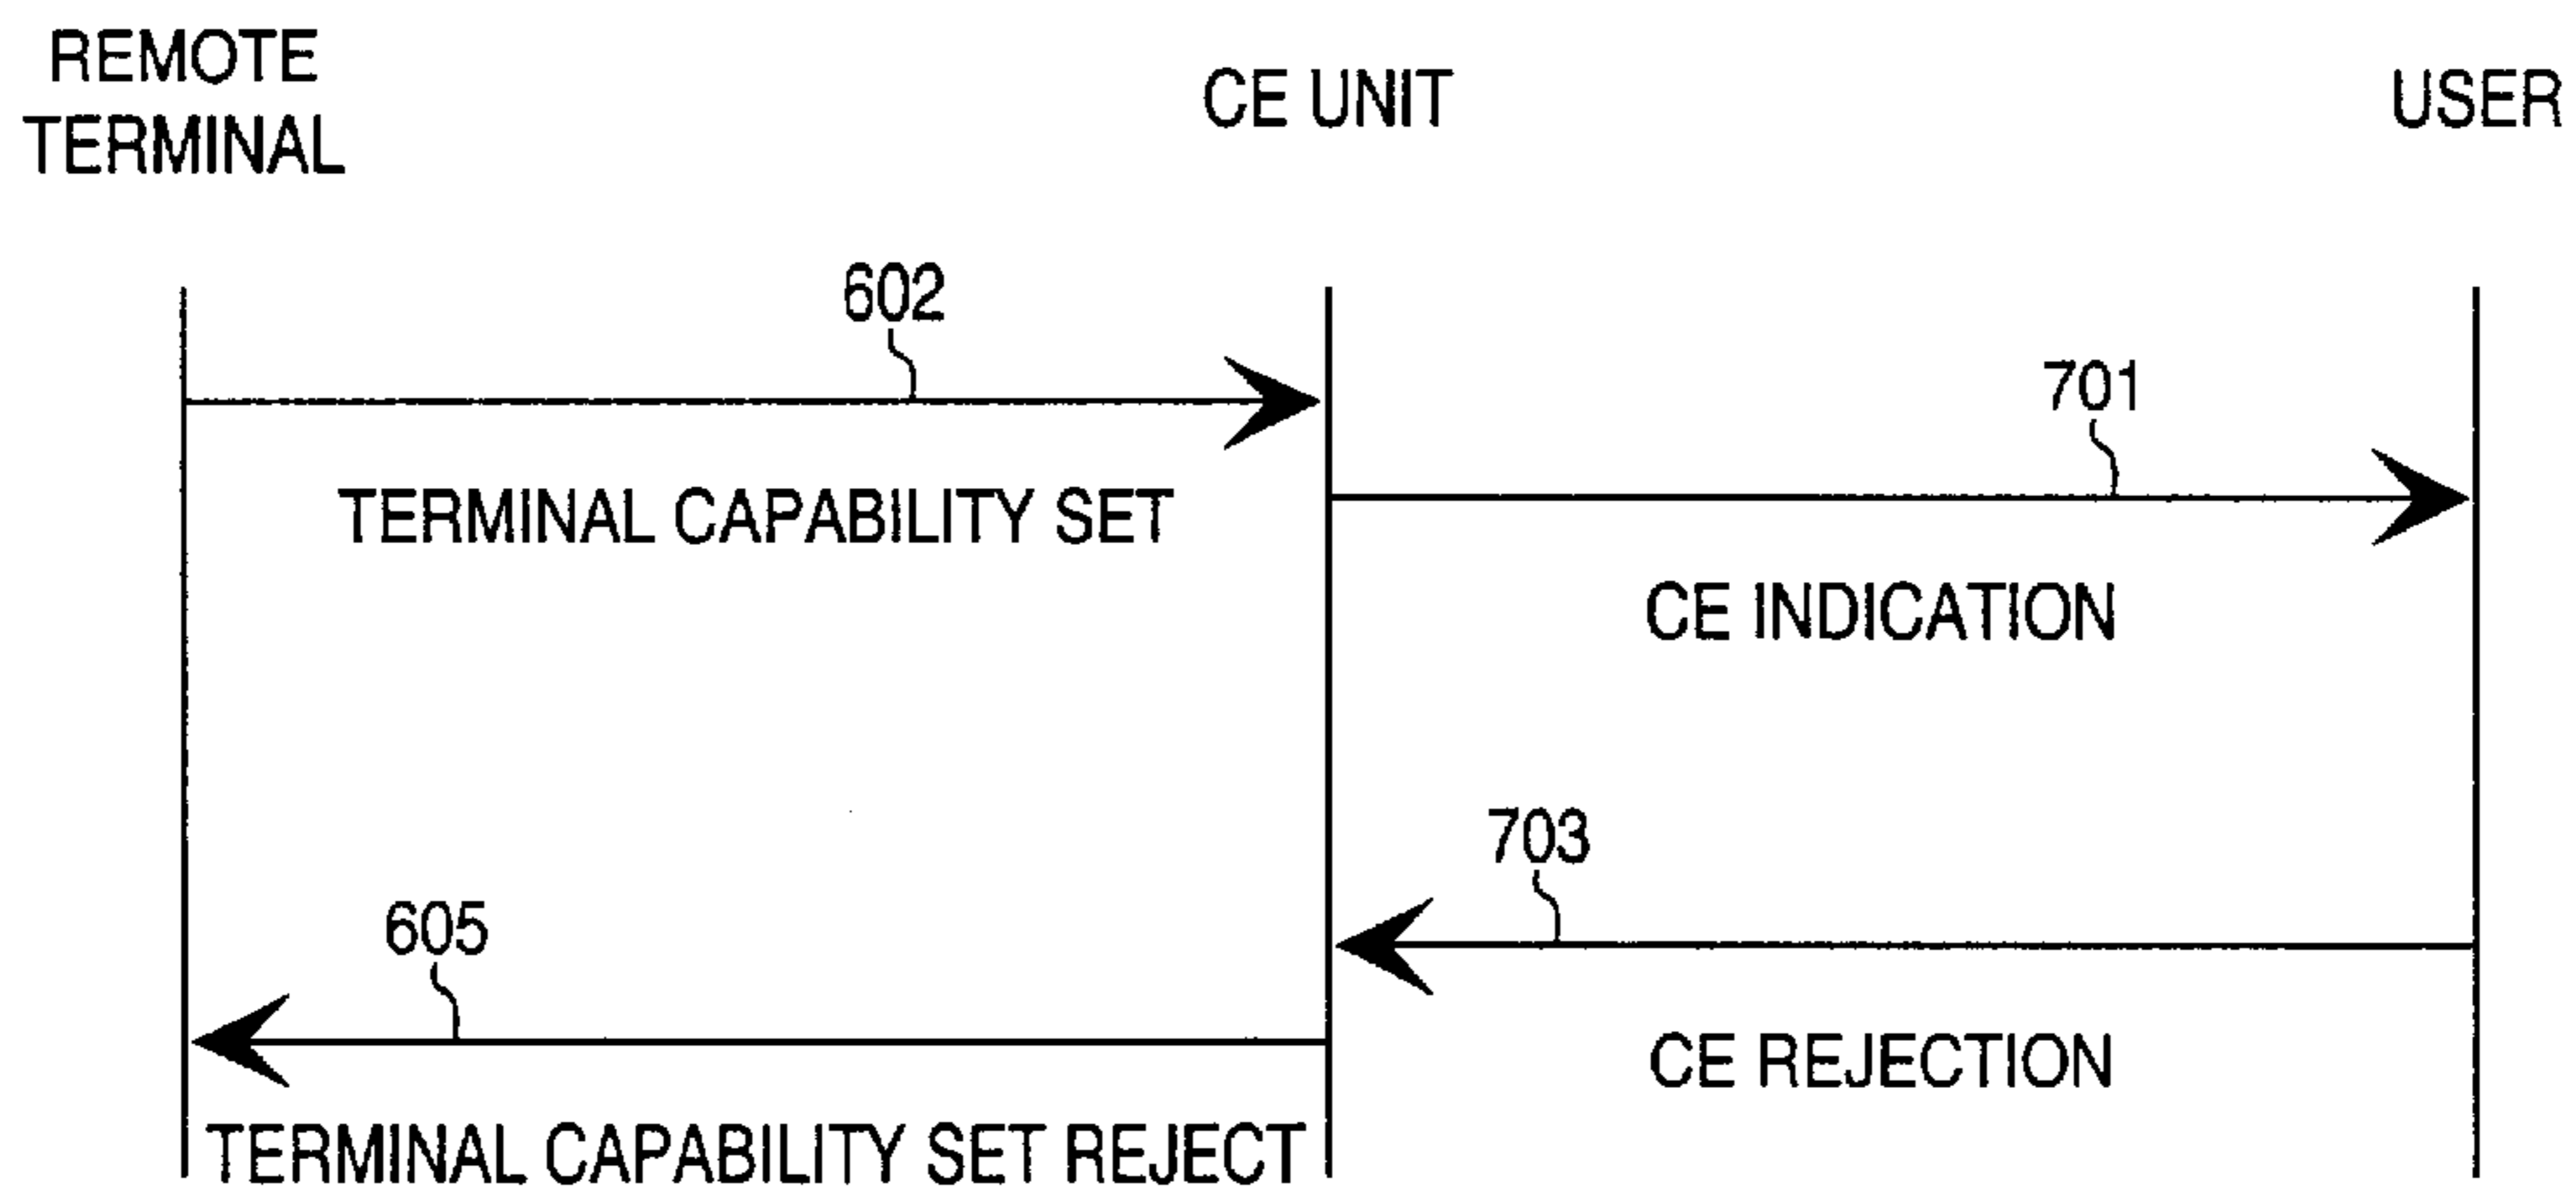 REMOTE
TERMINAL
CE UNIT
USER
602
701
TERMINAL CAPABILITY SET
CE INDICATION
703
605
CE REJECTION
TERMINAL CAPABILITY SET REJECT